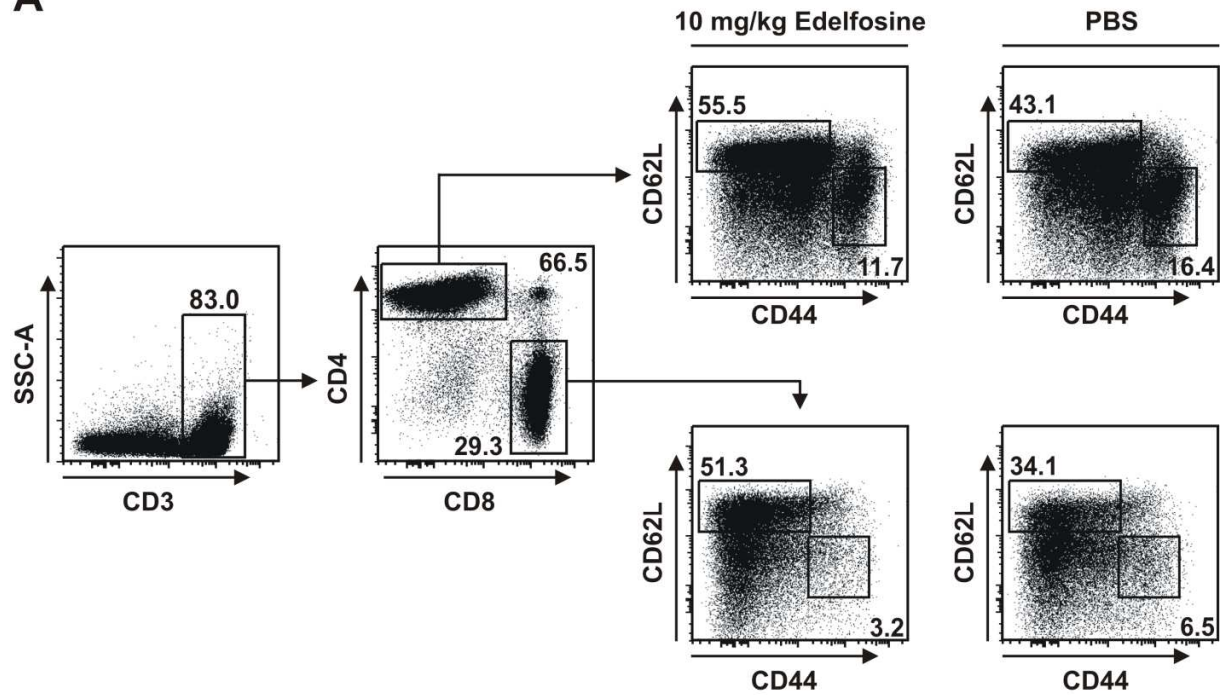 A
10 mg/kg Edelfosine
PBS
55.5
43.1
CD62L
CD62L
11.7
16.4
CD44
CD44
83.0
66.5
SSC-A
CD4
29.3
CD3
CD8
51.3
34.1
CD62L
CD62L
3.2
6.5
CD44
CD44